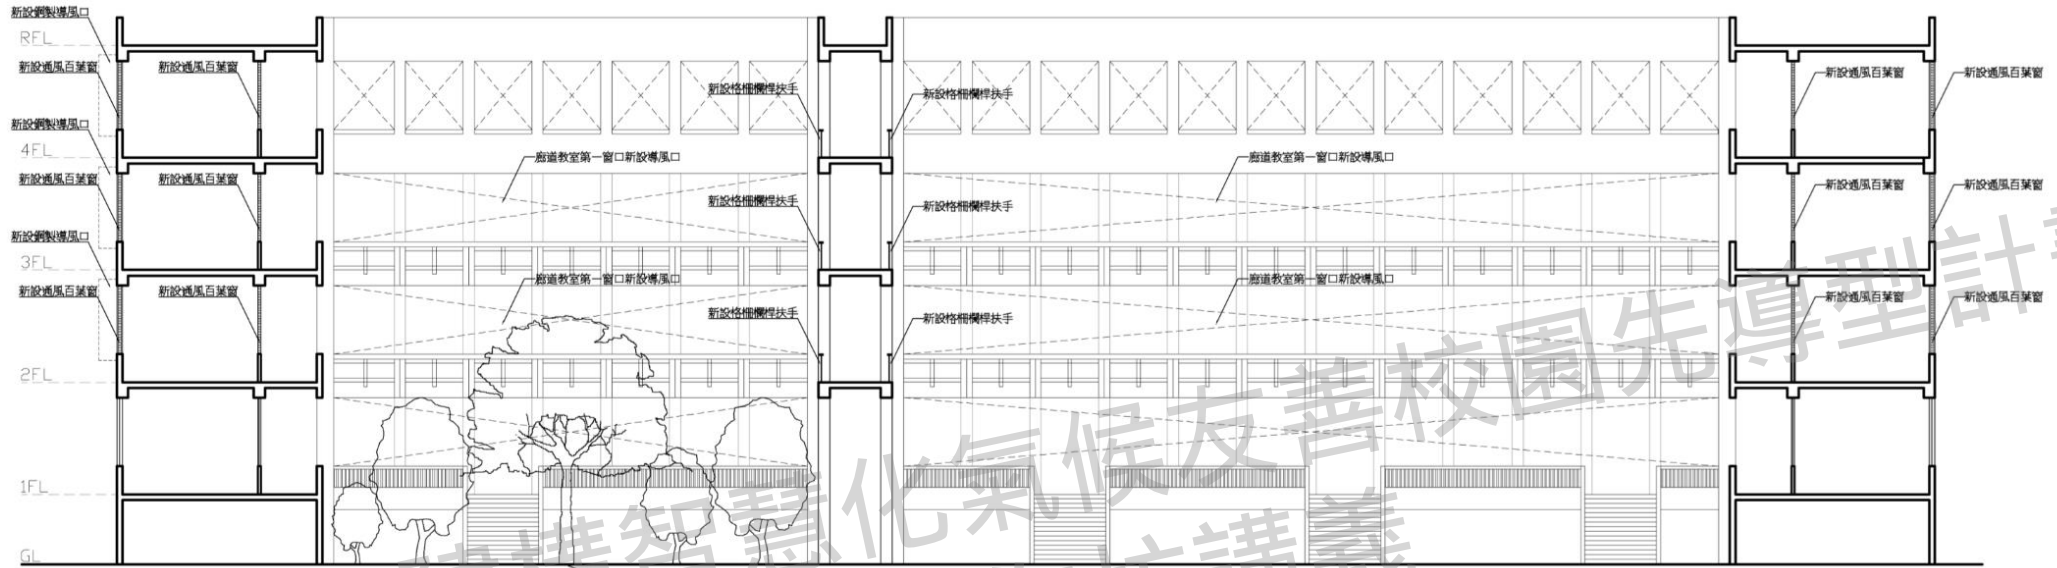 新設鋼製導風口
RFL
新設通風百葉窗
新設通風百葉窗
新設格柵欄桿扶手
新設格柵欄桿扶手
新設通風百葉窗
新設通風百葉窗
新設鋼製導風口
4FL
廊道教室第一窗口新設導風口
廊道教室第一窗口新設導風口
新設通風百葉窗
新設通風百葉窗
新設格柵欄桿扶手
新設格柵欄桿扶手
新設通風百葉窗
新設通風百葉窗
新設鋼製導風口
3FL
廊道教室第一窗口新設導風口
廊道教室第一窗口新設導風口
新設通風百葉窗
新設通風百葉窗
新設格柵欄桿扶手
新設格柵欄桿扶手
新設通風百葉窗
新設通風百葉窗
2FL
1FL
GL
智慧化氣候友善校園先導型計
講義